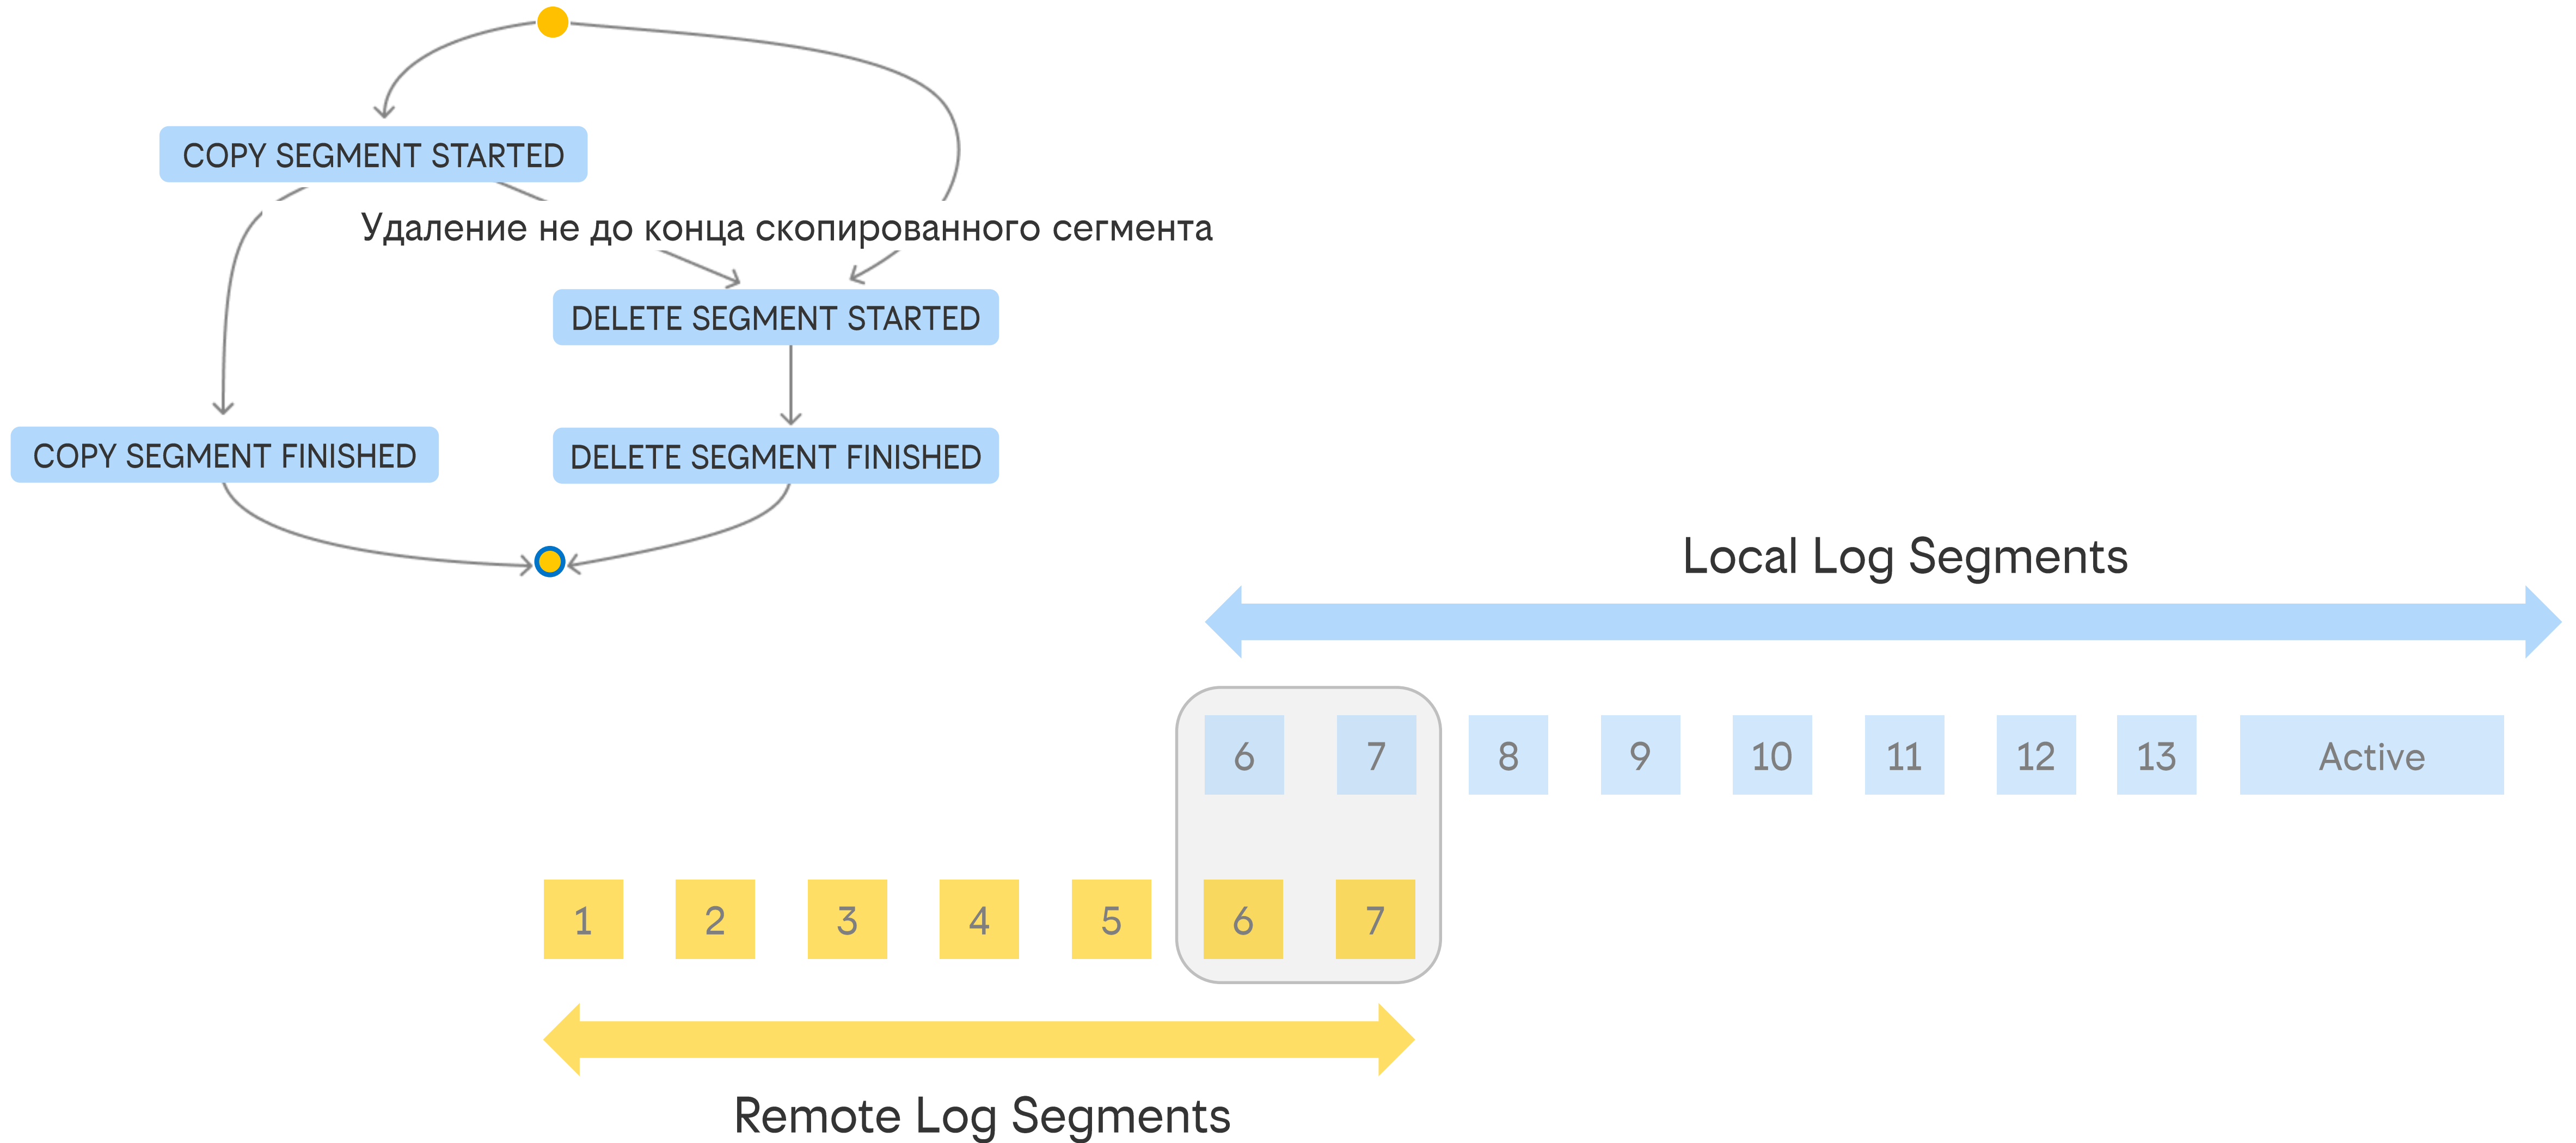 COPY SEGMENT STARTED
Удаление не до конца скопированного сегмента
DELETE SEGMENT STARTED
COPY SEGMENT FINISHED
DELETE SEGMENT FINISHED
Local Log Segments
6 7 8 9 10 11 12 13 Active
1 2 3 4 5 6 7
Remote Log Segments